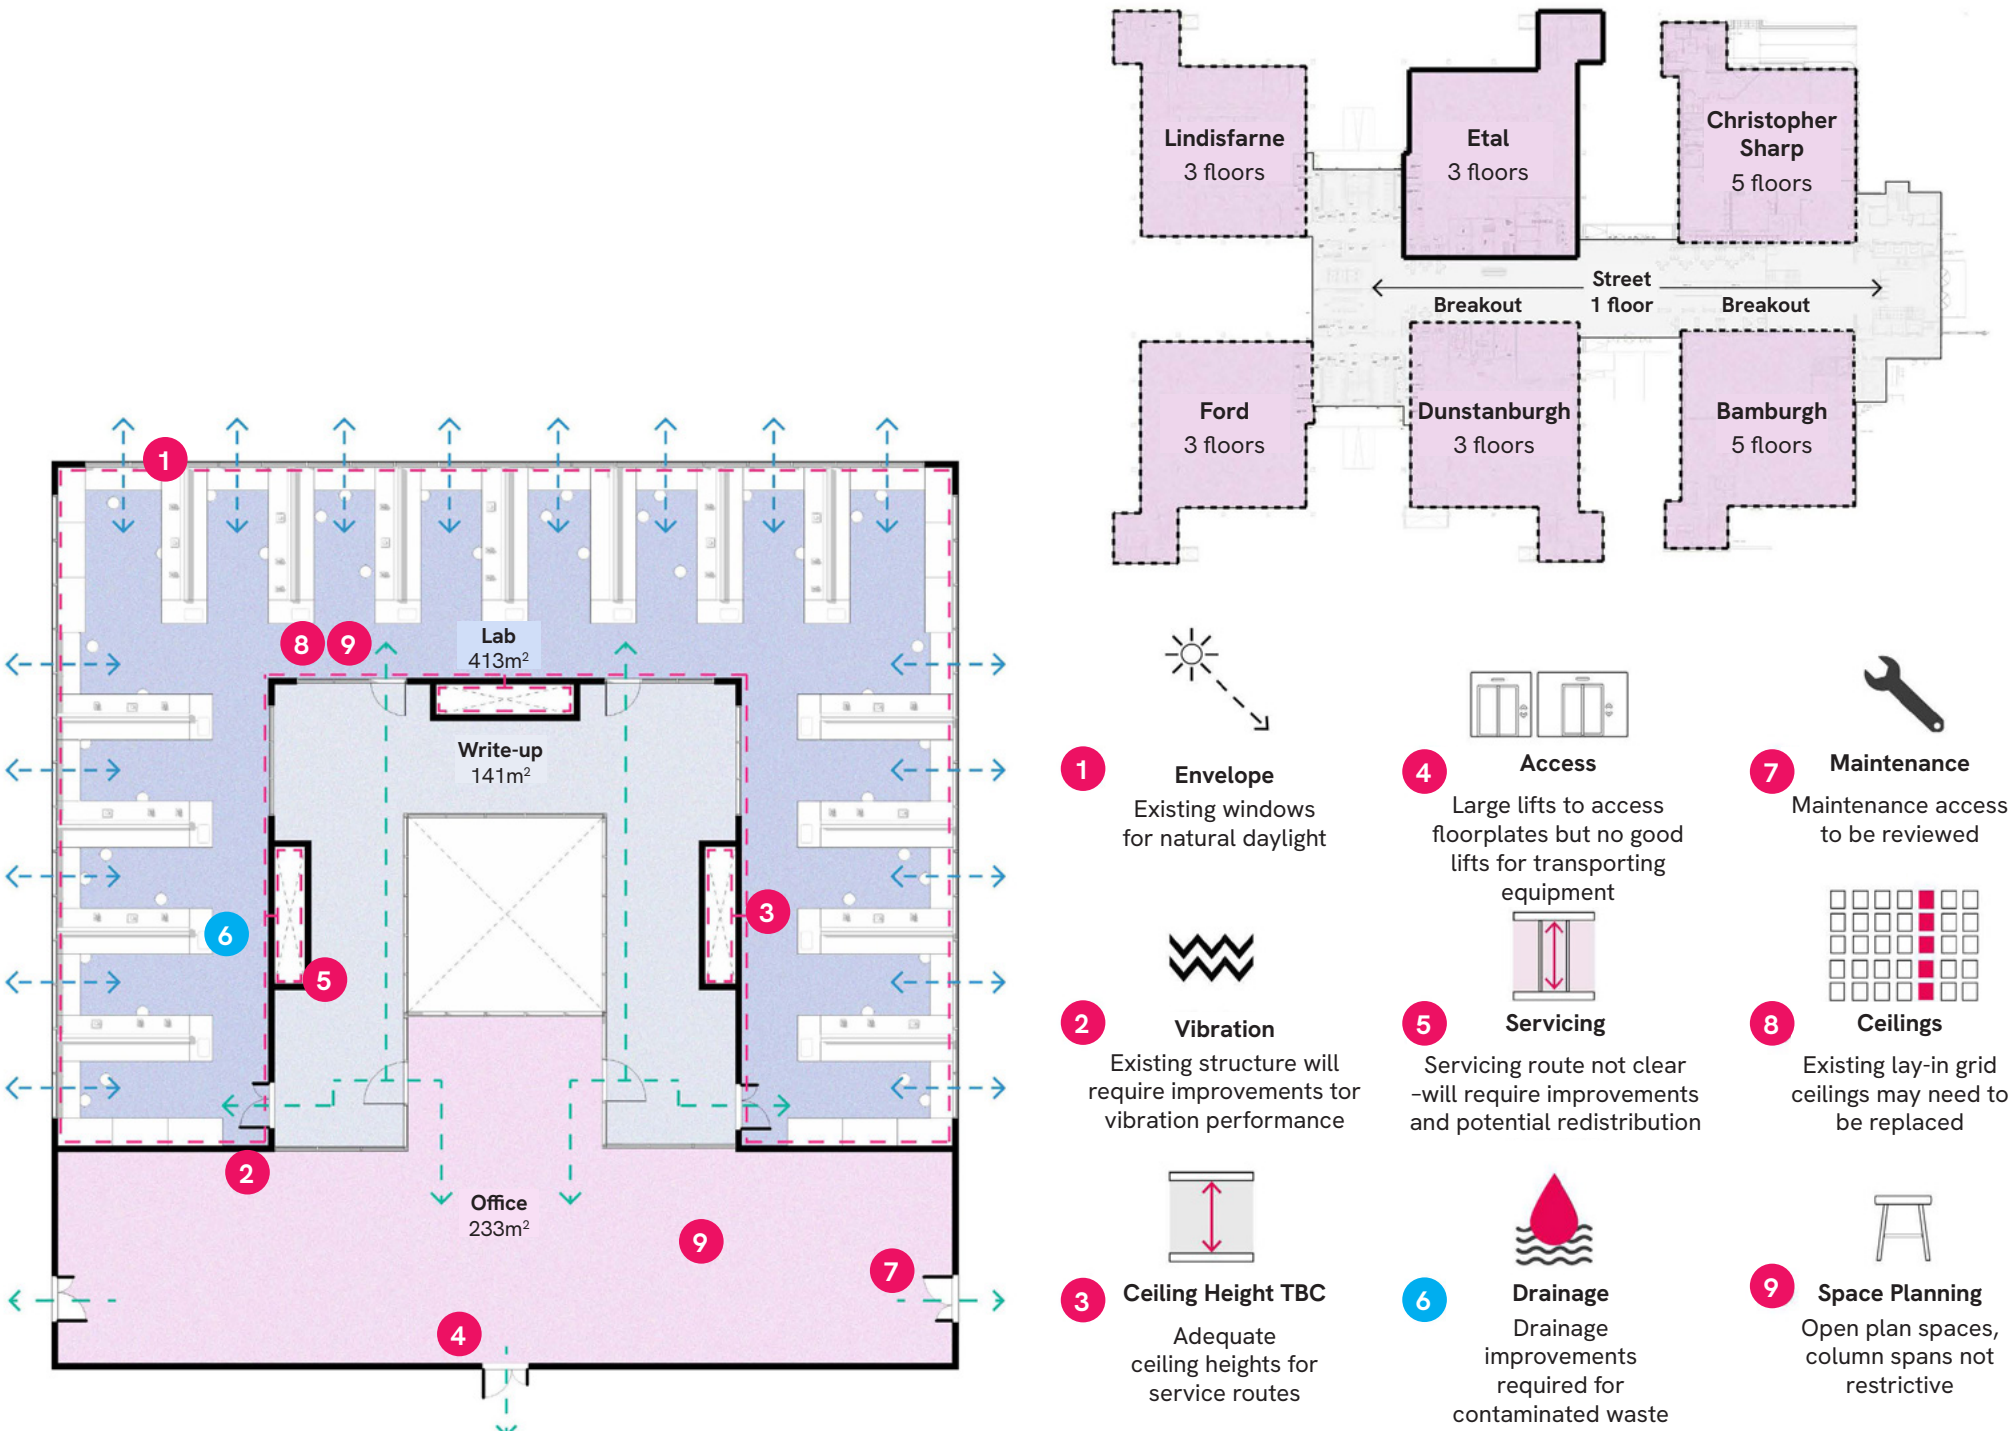 Lindisfarne
3 floors
Etal
3 floors
Christopher
Sharp
5 floors
Street
1 floor
Breakout
Breakout
Ford
3 floors
Dunstanburgh
3 floors
Bamburgh
5 floors
1
8
9
Lab
413m²
Write-up
141m²
3
6
5
2
Office
233m²
9
7
4
1
Envelope
Existing windows
for natural daylight
4
Access
Large lifts to access
floorplates but no good
lifts for transporting
equipment
7
Maintenance
Maintenance access
to be reviewed
2
Vibration
Existing structure will
require improvements tor
vibration performance
5
Servicing
Servicing route not clear
–will require improvements
and potential redistribution
8
Ceilings
Existing lay-in grid
ceilings may need to
be replaced
3
Ceiling Height TBC
Adequate
ceiling heights for
service routes
6
Drainage
Drainage
improvements
required for
contaminated waste
9
Space Planning
Open plan spaces,
column spans not
restrictive